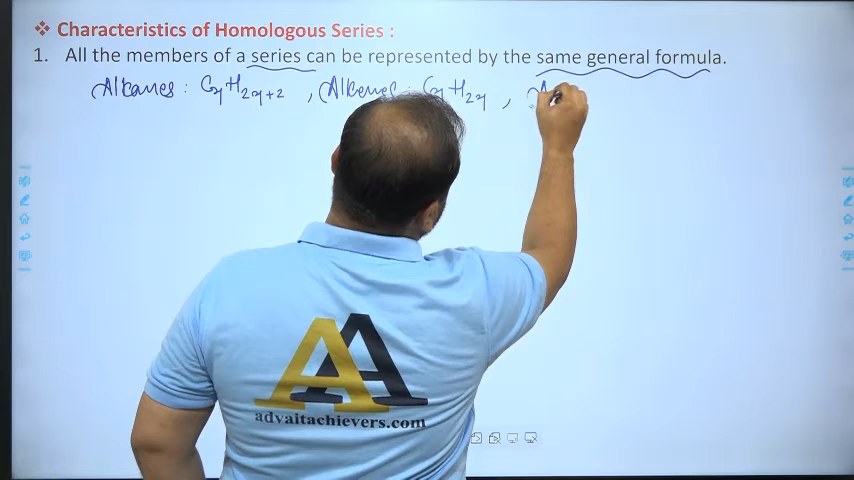 ❖ Characteristics of Homologous Series :
1. All the members of a series can be represented by the same general formula.
Alkanes : CnH2n+2 , Alkenes : CnH2n , A
AA
advaitachievers.com